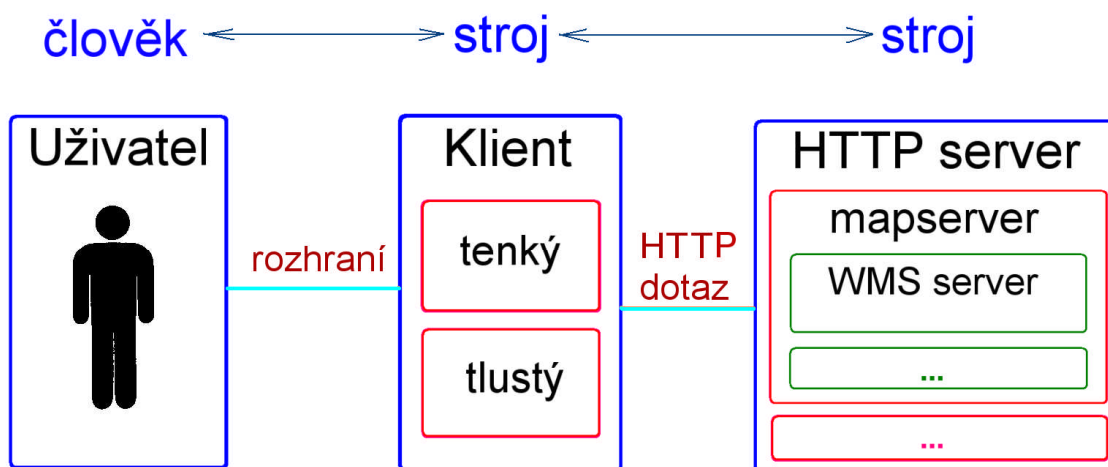 člověk stroj stroj
Uživatel
rozhraní
Klient
tenký
tlustý
HTTP
dotaz
HTTP server
mapserver
WMS server
...
...